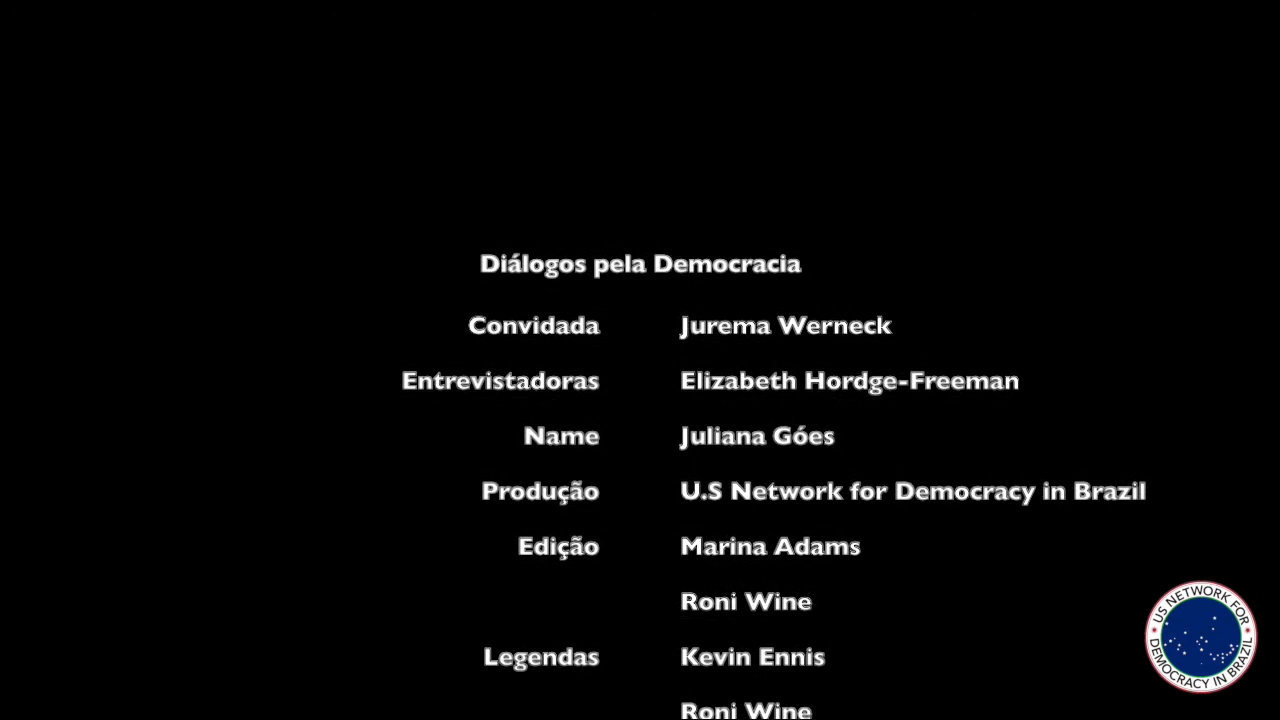 Diálogos pela Democracia
Convidada Jurema Werneck
Entrevistadoras Elizabeth Hordge-Freeman
Name Juliana Góes
Produção U.S Network for Democracy in Brazil
Edição Marina Adams
Roni Wine
Legendas Kevin Ennis
Roni Wine
US NETWORK FOR
DEMOCRACY IN BRAZIL